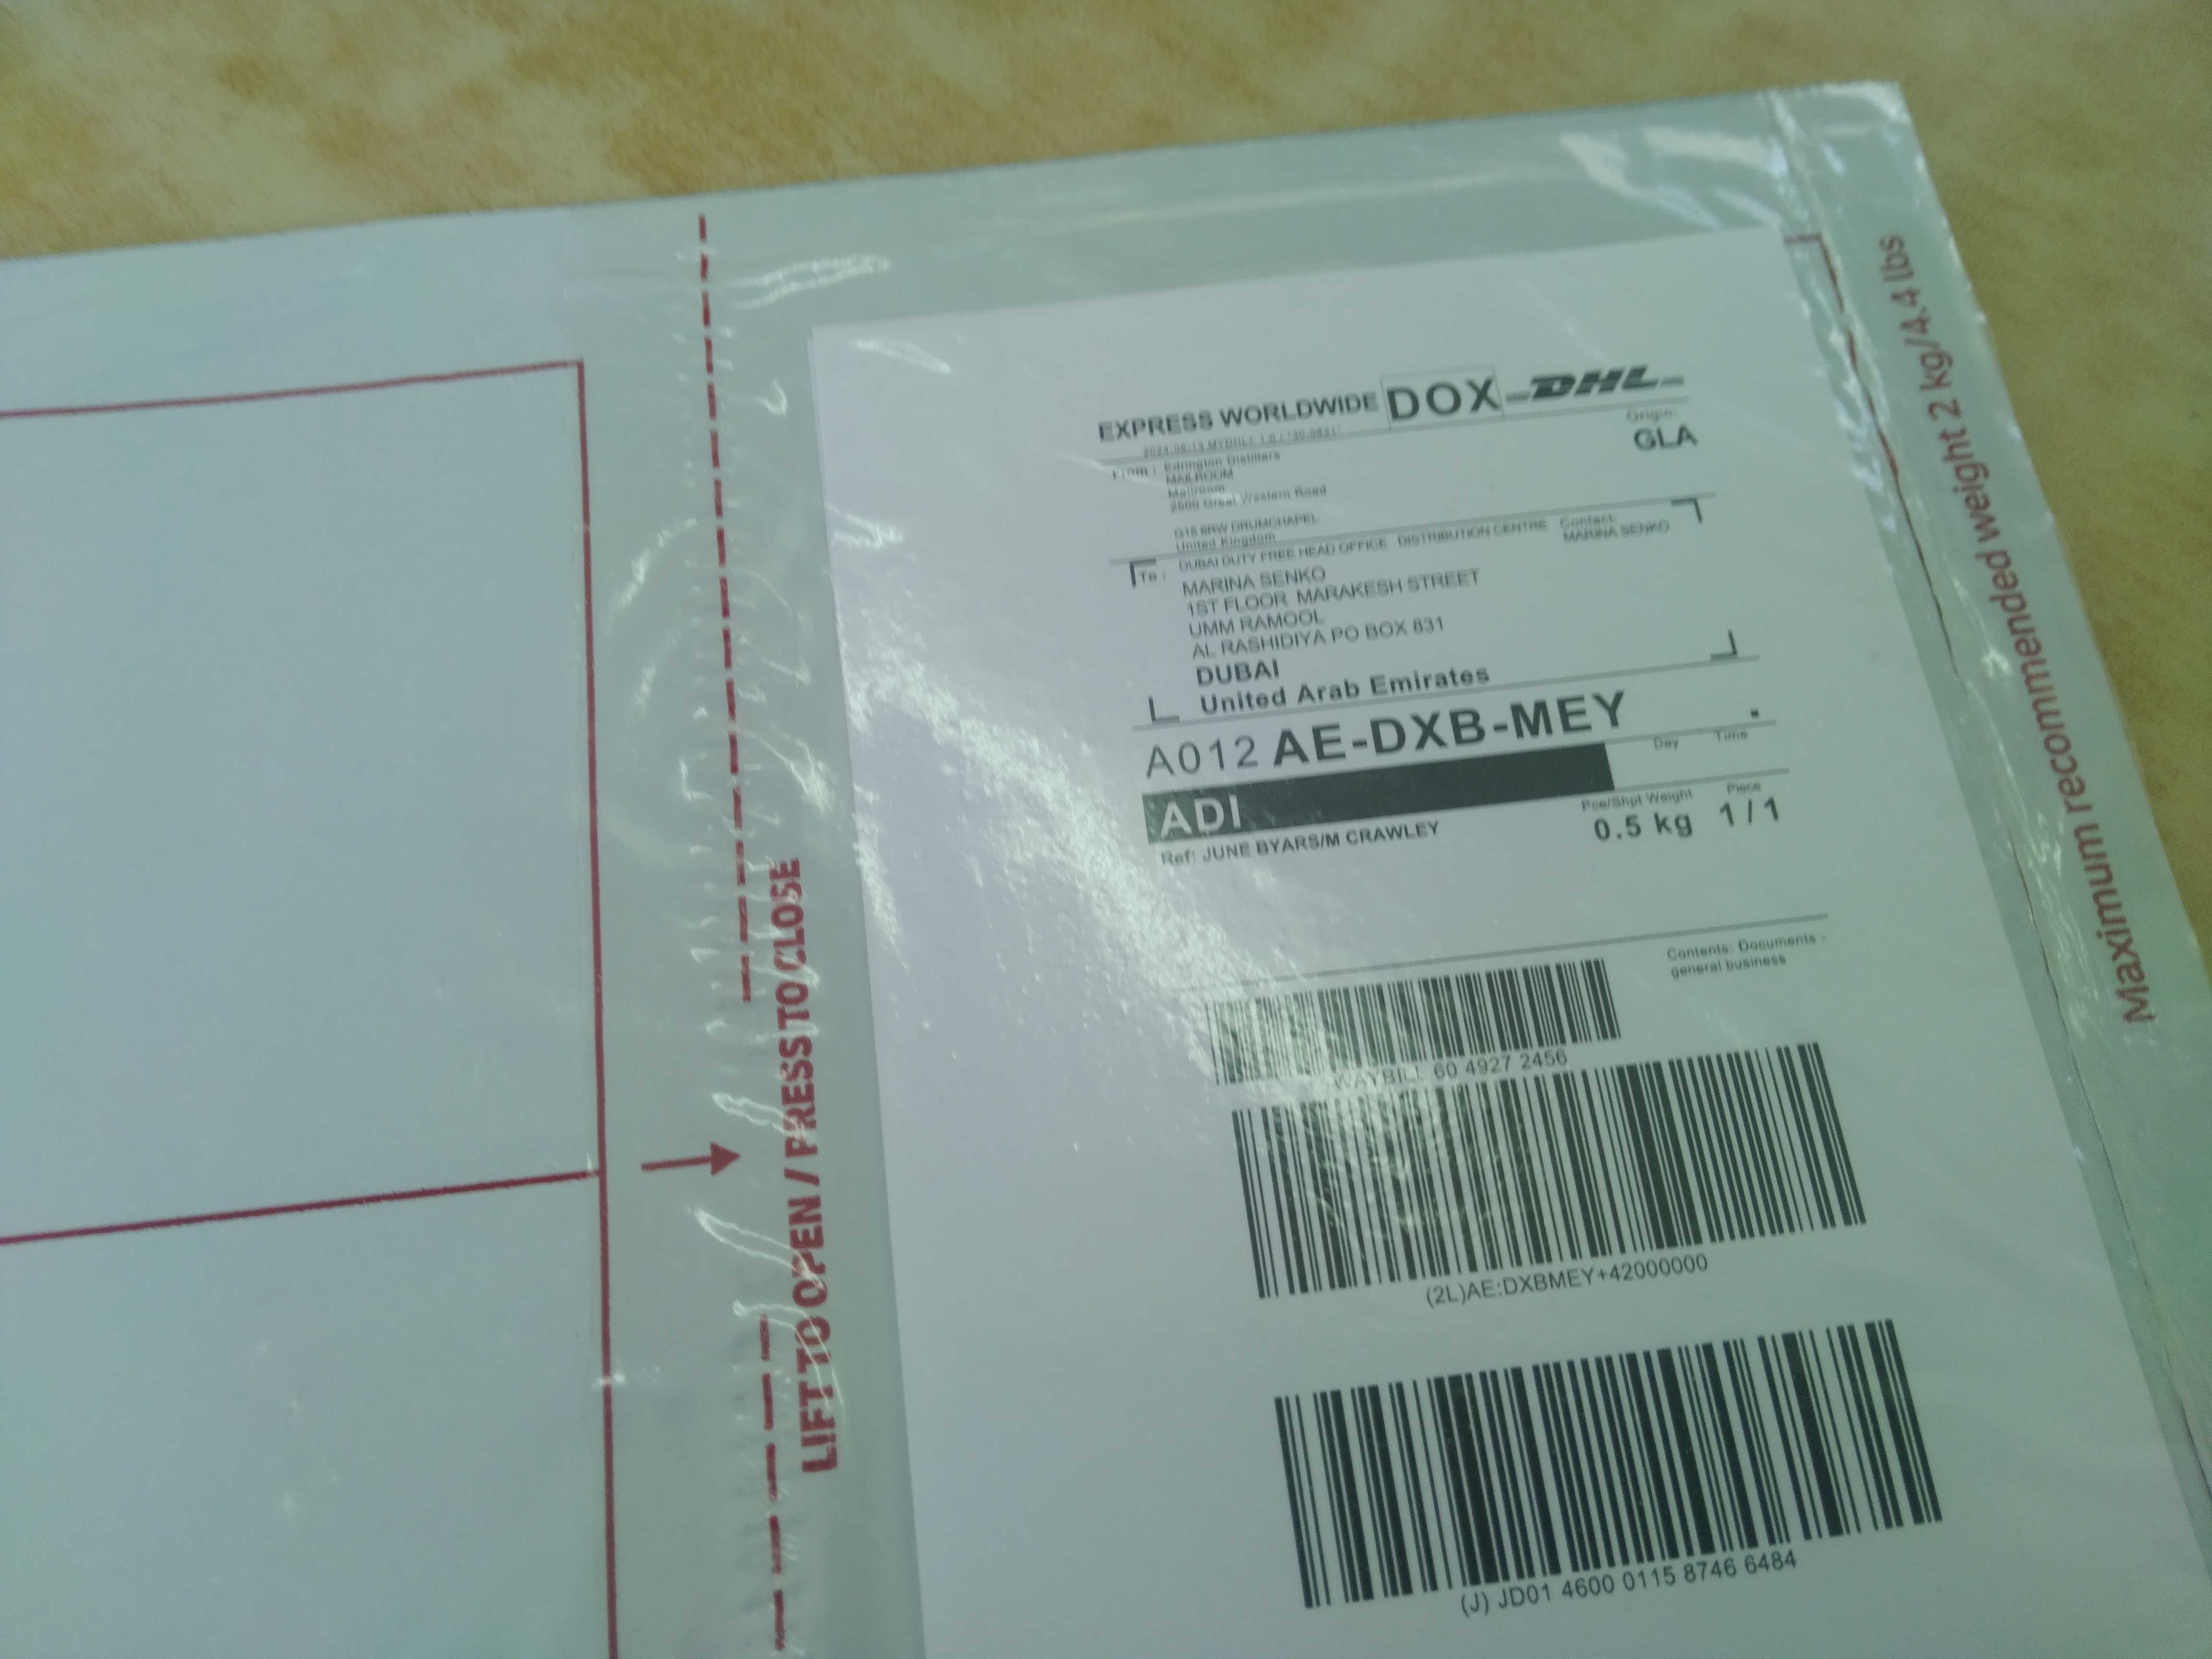 EXPRESS WORLDWIDE DOX DHL
Origin:
GLA
From : Edrington Distillers
MAILROOM
Mailroom
2500 Great Western Road
G15 6RW DRUMCHAPEL
United Kingdom
To : DUBAI DUTY FREE HEAD OFFICE DISTRIBUTION CENTRE
Contact:
MARINA SENKO
MARINA SENKO
1ST FLOOR MARAKESH STREET
UMM RAMOOL
AL RASHIDIYA PO BOX 831
DUBAI
United Arab Emirates
A012 AE-DXB-MEY
Day Time
ADI
Ref: JUNE BYARS/M CRAWLEY
Pce/Shpt Weight Piece
0.5 kg 1 / 1
Contents: Documents -
general business
WAYBILL 60 4927 2456
(2L)AE:DXBMEY+42000000
(J) JD01 4600 0115 8746 6484
LIFT TO OPEN / PRESS TO CLOSE
Maximum recommended weight 2 kg/4.4 lbs